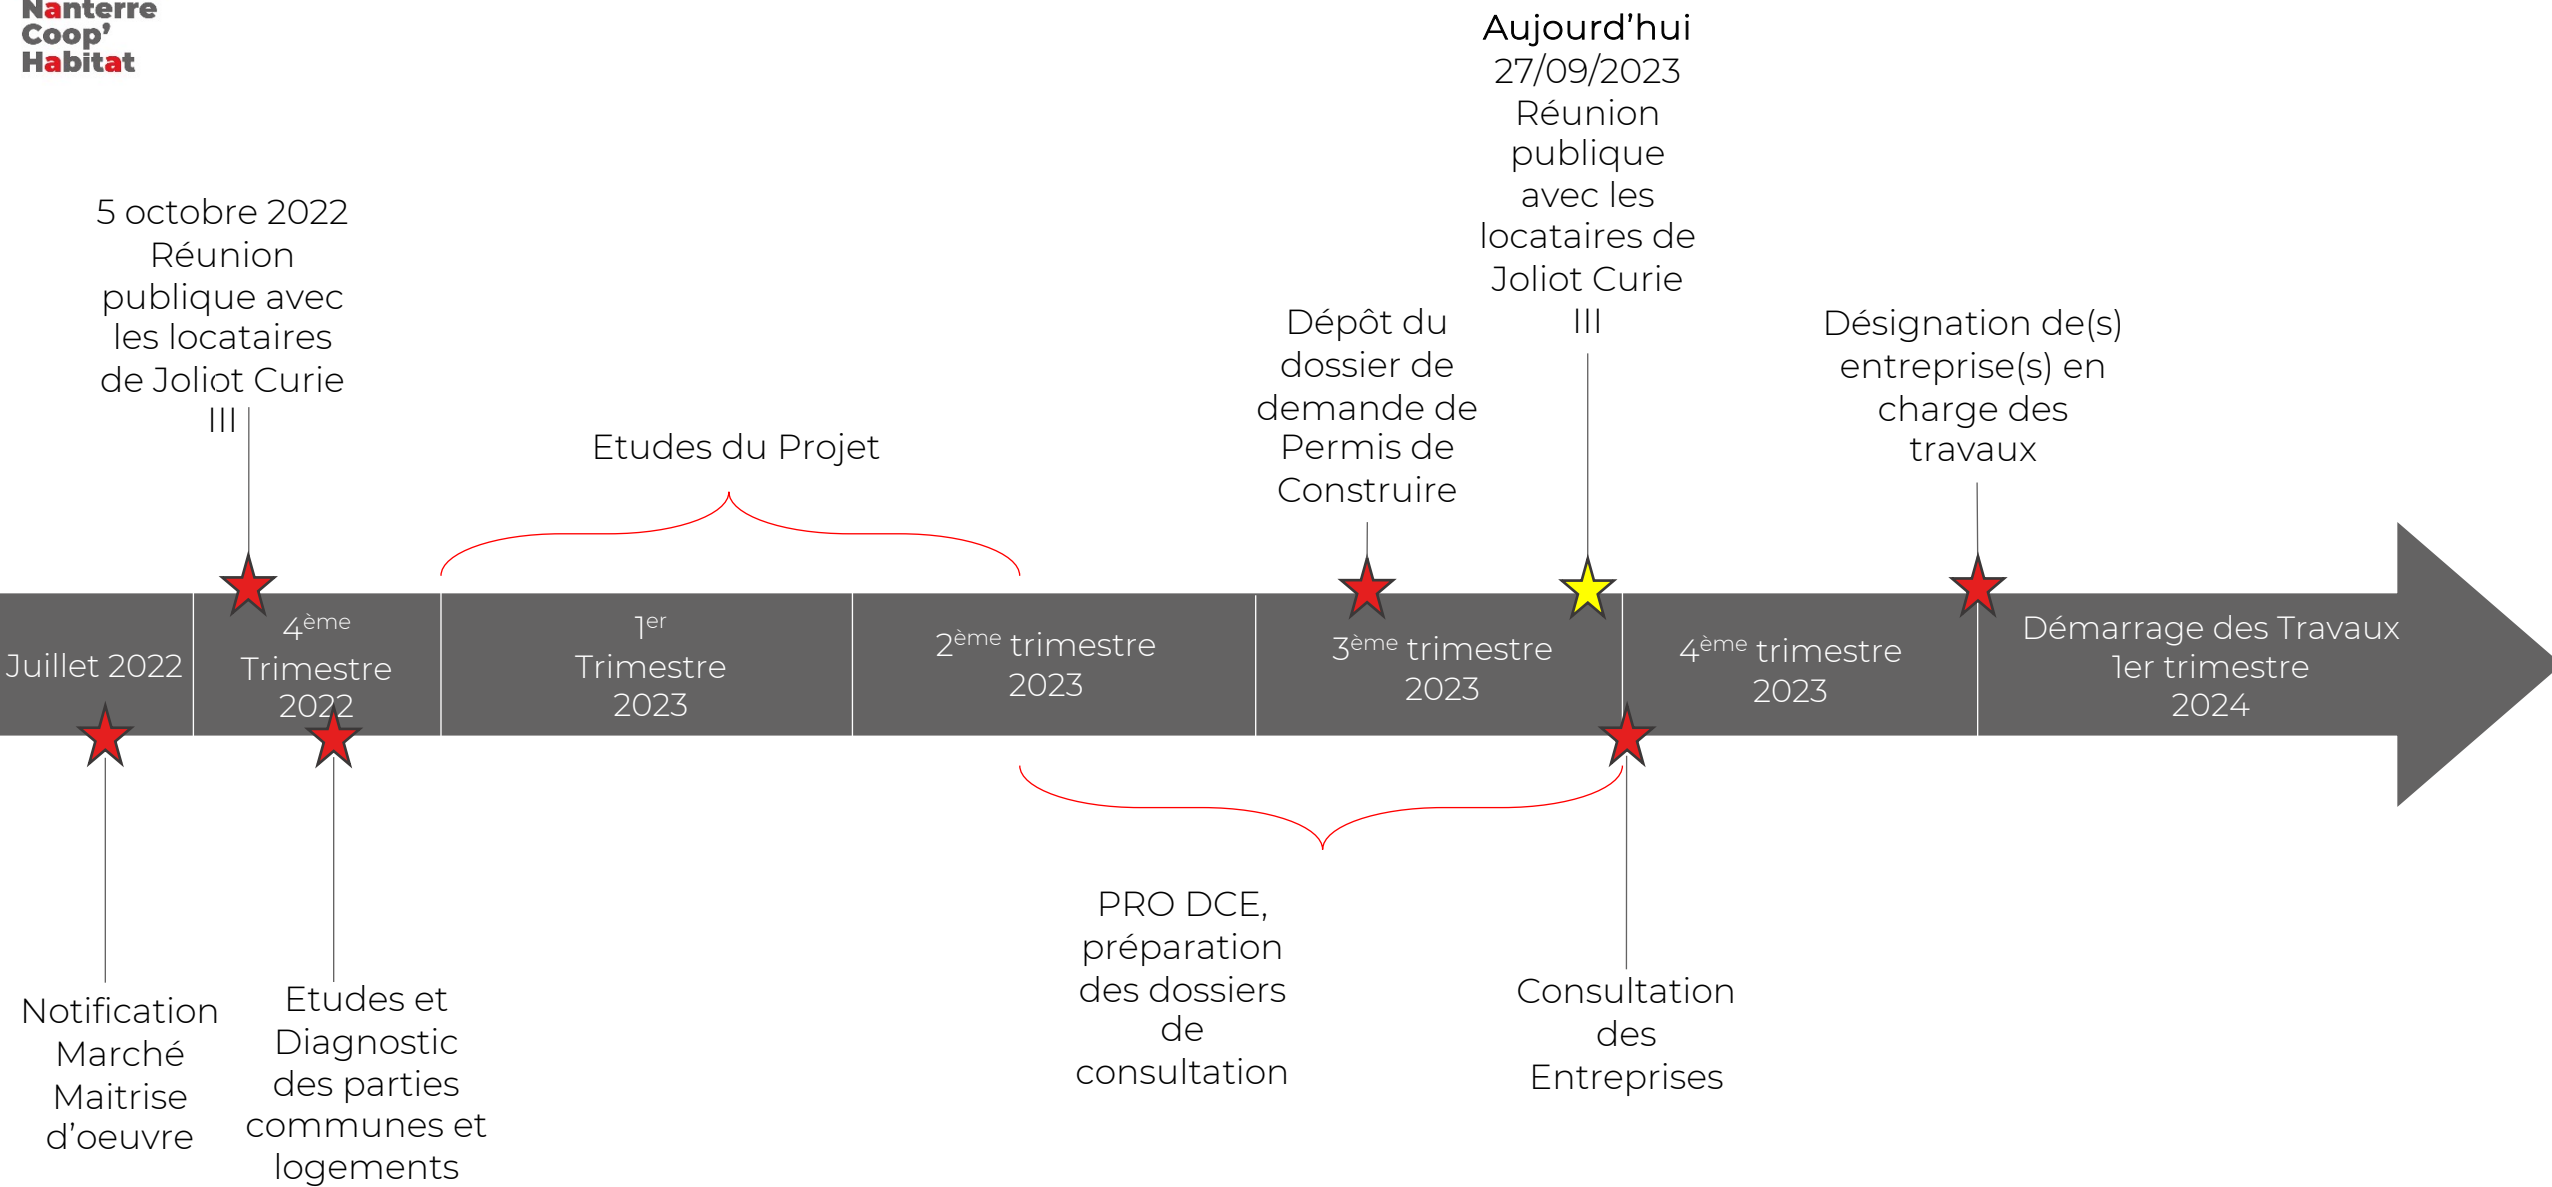 Nanterre
Coop'
Habitat
Aujourd'hui
27/09/2023
Réunion
publique
avec les
locataires de
Joliot Curie
III
5 octobre 2022
Réunion
publique avec
les locataires
de Joliot Curie
III
Etudes du Projet
Dépôt du
dossier de
demande de
Permis de
Construire
Désignation de(s)
entreprise(s) en
charge des
travaux
Juillet 2022
4ème
Trimestre
2022
1er
Trimestre
2023
2ème trimestre
2023
3ème trimestre
2023
4ème trimestre
2023
Démarrage des Travaux
1er trimestre
2024
Notification
Marché
Maitrise
d'oeuvre
Etudes et
Diagnostic
des parties
communes et
logements
PRO DCE,
préparation
des dossiers
de
consultation
Consultation
des
Entreprises